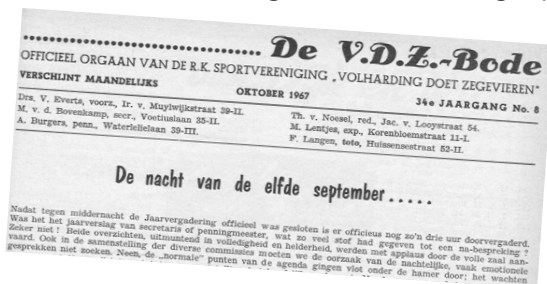 De V.D.Z.-Bode
OFFICIEEL ORGAAN VAN DE R.K. SPORTVERENIGING „VOLHARDING DOET ZEGEVIEREN"
VERSCHIJNT MAANDELIJKS OKTOBER 1967 34e JAARGANG No. 8
Drs. V. Everts, voorz., Ir. v. Muylwijkstraat 39-II.
M. v. d. Bovenkamp, secr., Voetiuslaan 35-II.
A. Burgers, penn., Waterlelielaan 39-III.
Th. v. Noesel, red., Jac. v. Looystraat 54.
M. Lentjes, exp., Korenbloemstraat 11-I.
F. Langen, toto, Huissensestraat 52-II.
De nacht van de elfde september.....
Nadat tegen middernacht de Jaarvergadering officieel was gesloten is er officieus nog zo'n drie uur doorvergaderd.
Was het het jaarverslag van secretaris of penningmeester, wat zo veel stof had gegeven tot een na-bespreking ?
Zeker niet ! Beide overzichten, uitmuntend in volledigheid en helderheid, werden met applaus door de volle zaal aan-
vaard. Ook in de samenstelling der diverse commissies moeten we de oorzaak van de nachtelijke, vaak emotionele
gesprekken niet zoeken. Neen, de „normale" punten van de agenda gingen vlot onder de hamer door; het wachten